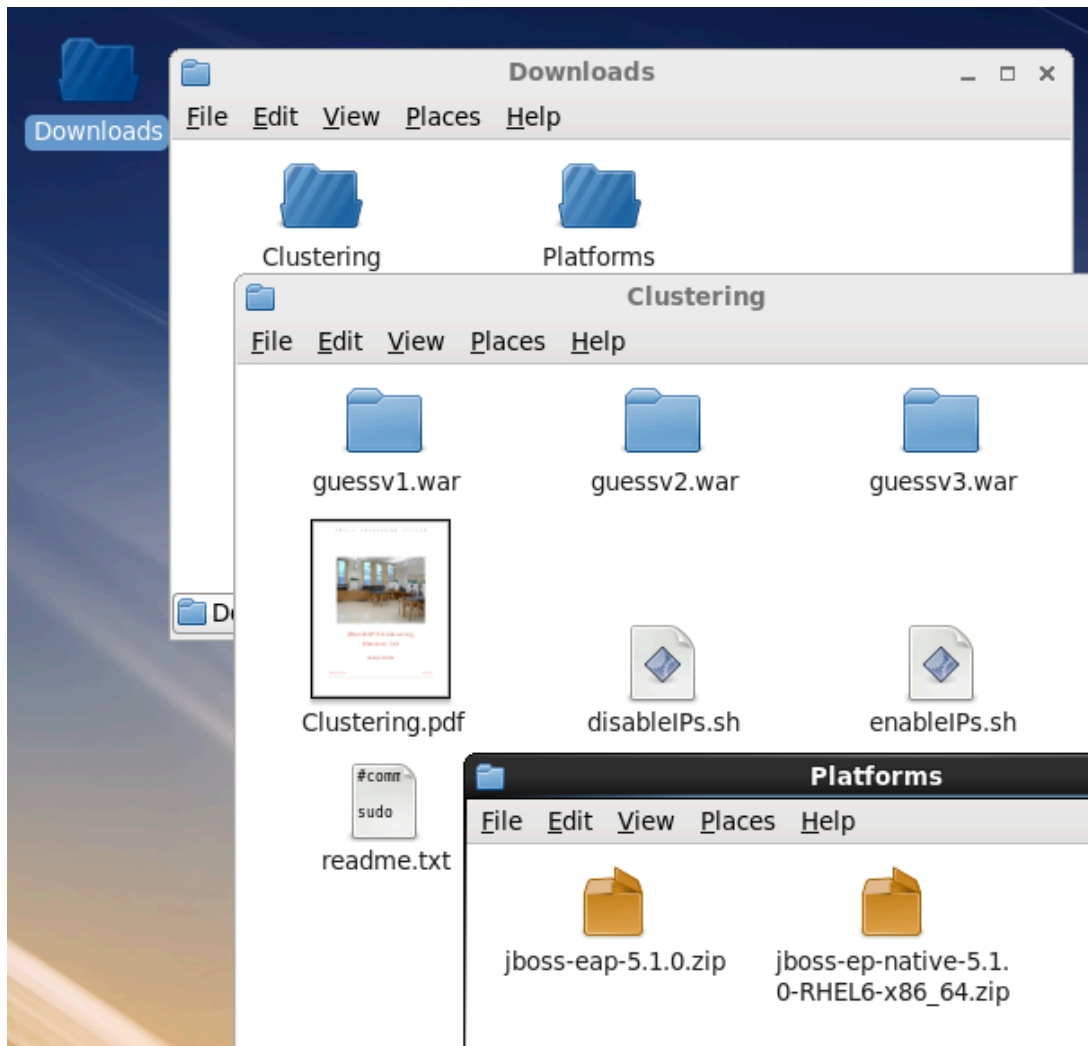 Downloads
Downloads
File Edit View Places Help
Clustering Platforms
Clustering
File Edit View Places Help
guessv1.war guessv2.war guessv3.war
Clustering.pdf disableIPs.sh enableIPs.sh
#comm
sudo
readme.txt
Platforms
File Edit View Places Help
jboss-eap-5.1.0.zip jboss-ep-native-5.1.
0-RHEL6-x86_64.zip